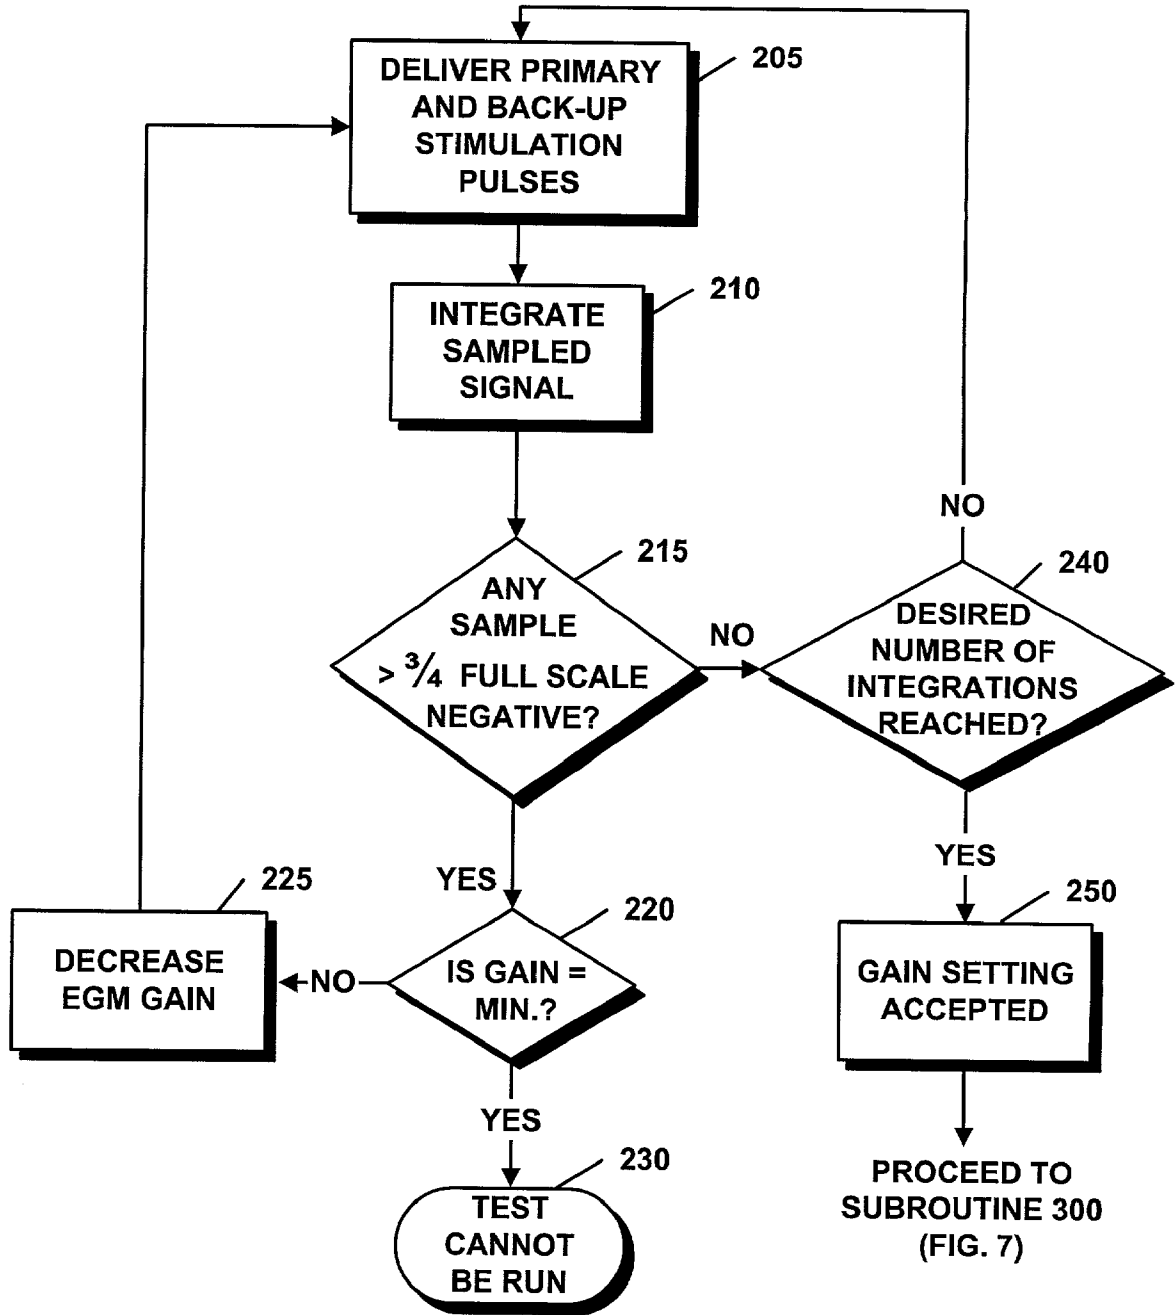 205
DELIVER PRIMARY
AND BACK-UP
STIMULATION
PULSES
210
INTEGRATE
SAMPLED
SIGNAL
215
ANY
SAMPLE
> ¾ FULL SCALE
NEGATIVE?
NO
NO
240
DESIRED
NUMBER OF
INTEGRATIONS
REACHED?
YES
YES
225
DECREASE
EGM GAIN
NO
220
IS GAIN =
MIN.?
250
GAIN SETTING
ACCEPTED
YES
230
TEST
CANNOT
BE RUN
PROCEED TO
SUBROUTINE 300
(FIG. 7)